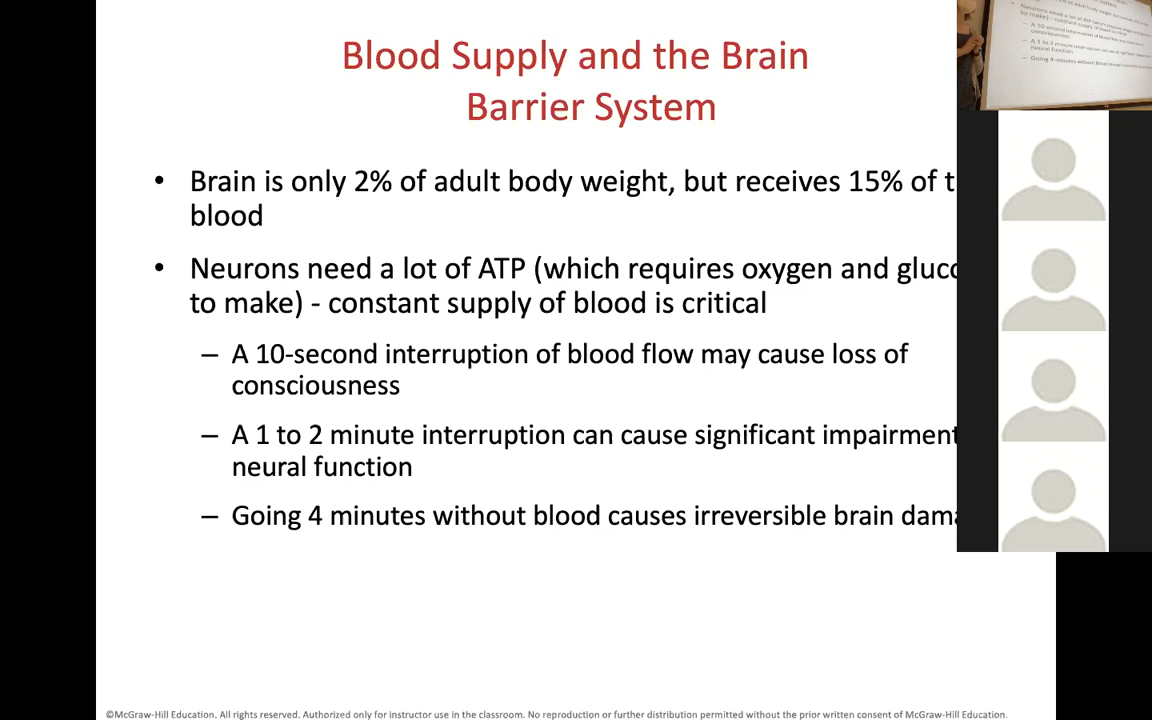 Blood Supply and the Brain
Barrier System
• Brain is only 2% of adult body weight, but receives 15% of t
blood
• Neurons need a lot of ATP (which requires oxygen and gluco
to make) - constant supply of blood is critical
– A 10-second interruption of blood flow may cause loss of
consciousness
– A 1 to 2 minute interruption can cause significant impairment
neural function
– Going 4 minutes without blood causes irreversible brain dama
©McGraw-Hill Education. All rights reserved. Authorized only for instructor use in the classroom. No reproduction or further distribution permitted without the prior written consent of McGraw-Hill Education.